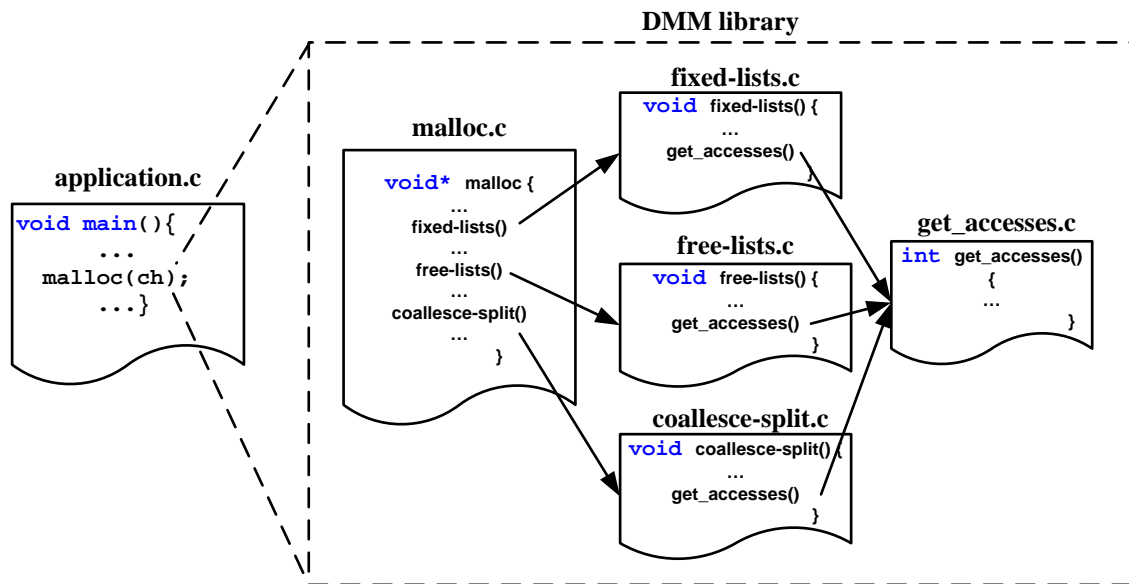 DMM library
application.c
void main(){
...
malloc(ch);
...}
malloc.c
void* malloc {
...
fixed-lists()
...
free-lists()
...
coallesce-split()
...
}
fixed-lists.c
void fixed-lists() {
...
get_accesses()
}
free-lists.c
void free-lists() {
...
get_accesses()
}
coallesce-split.c
void coallesce-split() {
...
get_accesses()
}
get_accesses.c
int get_accesses()
{
...
}